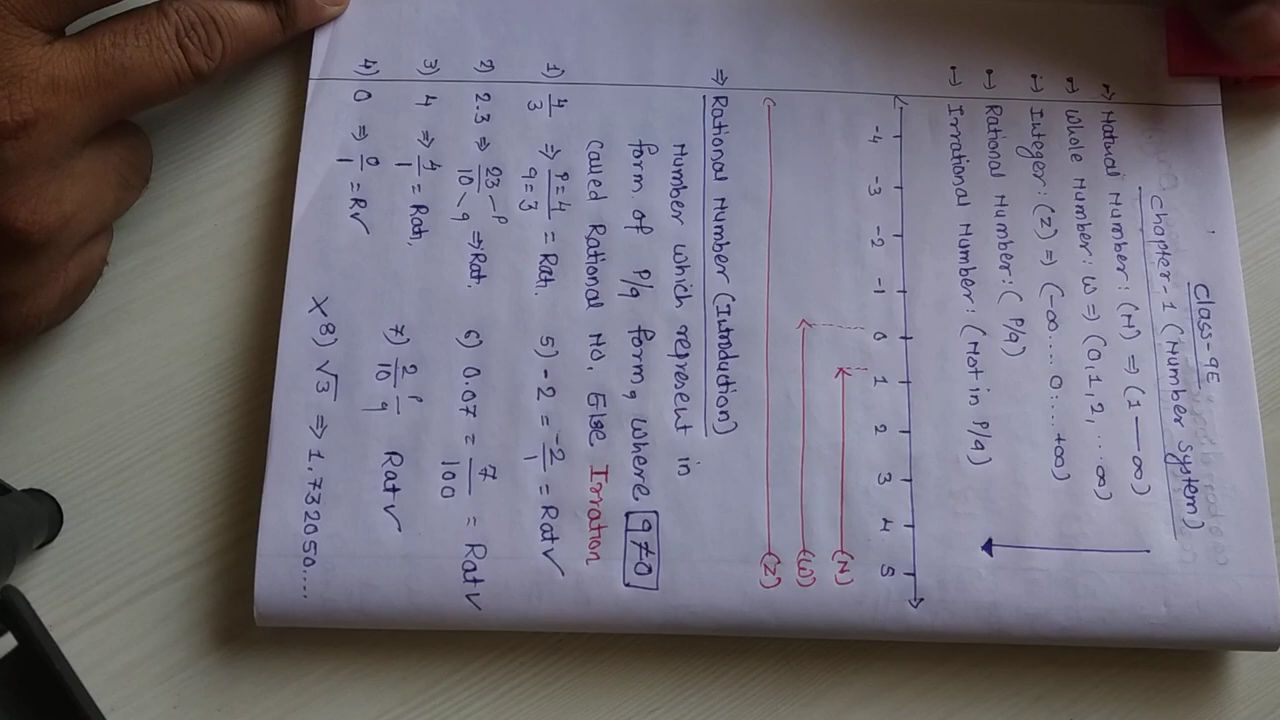 Class-9E
Chapter-1 (Number System)
→ Natural Number: (N) ⇒ (1 — ∞)
→ Whole Number: W ⇒ (0, 1, 2, ... ∞)
→ Integer: (Z) ⇒ (-∞.... 0 .... +∞)
→ Rational Number: (P/q)
→ Irrational Number: (Not in P/q)
-4 -3 -2 -1 0 1 2 3 4 5
(N)
(W)
(Z)
⇒ Rational Number (Introduction)
Number which represent in
form of P/q form, where q≠0
Called Rational No. Else Irration
1) 4/3 ⇒ P=4/q=3 = Rati. 5) -2 = -2/1 = Rat✓
2) 2.3 ⇒ 23/10 P q ⇒ Rat. 6) 0.07 = 7/100 = Rat✓
3) 4 ⇒ 4/1 = Rati. 7) 2/10 P/q Rat✓
4) 0 ⇒ 0/1 = R✓ X 8) √3 ⇒ 1.732050....